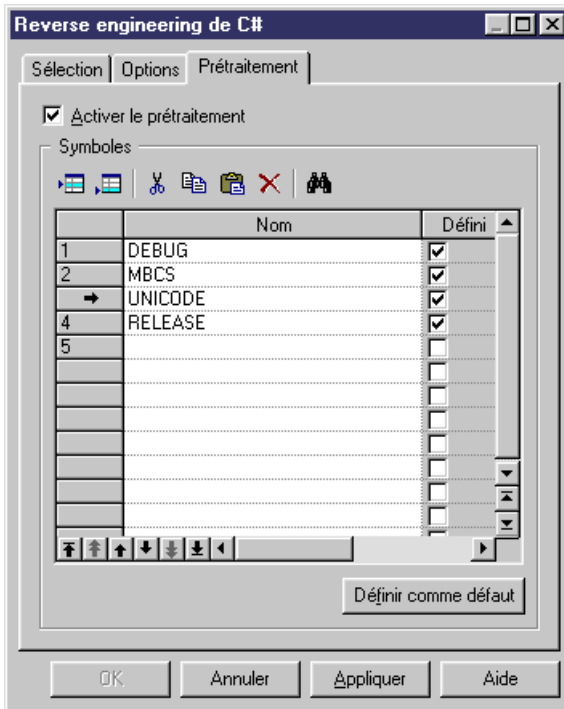 Reverse engineering de C#
Sélection Options Prétraitement
Activer le prétraitement
Symboles
Nom Défini
1 DEBUG
2 MBCS
UNICODE
4 RELEASE
5
Définir comme défaut
OK Annuler Appliquer Aide